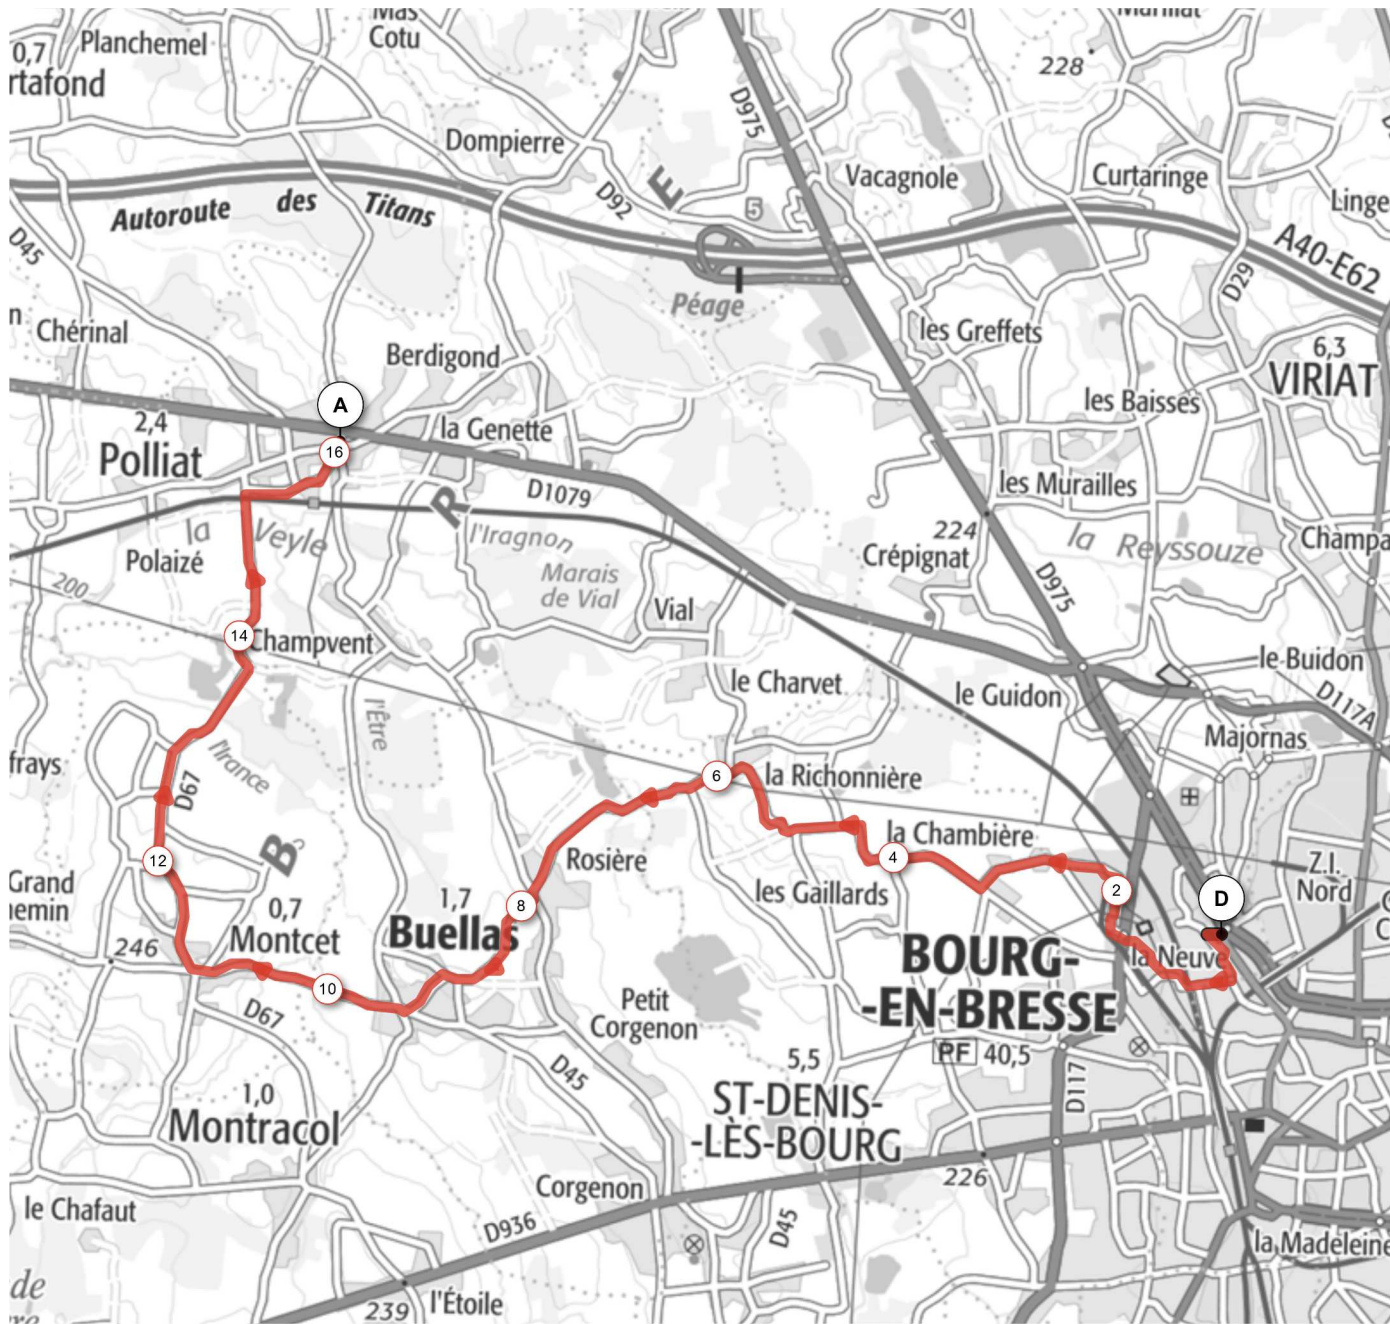 Mas
Cotu
Marmat
0,7
rtafond
Planchemel
228
D975
Dompierre
Vacagnole
Curtaringe
E
D92
5
Linge
Autoroute des Titans
D45
A40-E62
D29
Péage
n
Chérinal
les Greffets
Berdigond
6,3
VIRIAT
A
les Baisses
2,4
Polliat
la Genette
16
D1079
les Murailles
R
224
la Veyle
l'Iragnon
la Reyssouze
Champa
Polaizé
Crépignat
Marais
de Vial
D975
200
Vial
14
Champvent
le Buidon
le Charvet
le Guidon
D117A
l'Être
Majornas
l'Irance
frays
6
la Richonnière
D67
B
la Chambière
12
Rosière
4
Z.I.
Nord
Grand
hemin
les Gaillards
2
D
0,7
Montcet
1,7
Buellas
8
246
BOURG-
-EN-BRESSE
la Neuve
10
Petit
Corgenon
D67
PF 40,5
5,5
D45
D117
1,0
Montracol
ST-DENIS-
-LÈS-BOURG
226
Corgenon
le Chafaut
D936
D45
la Madeleine
de
l'Étoile
239